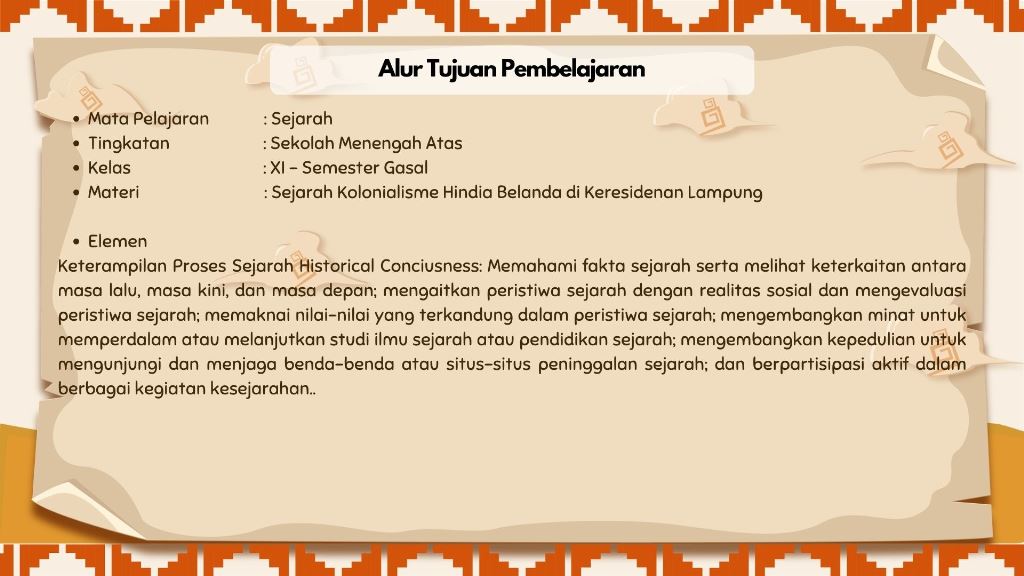 Alur Tujuan Pembelajaran
• Mata Pelajaran : Sejarah
• Tingkatan : Sekolah Menengah Atas
• Kelas : XI - Semester Gasal
• Materi : Sejarah Kolonialisme Hindia Belanda di Keresidenan Lampung
• Elemen
Keterampilan Proses Sejarah Historical Conciusness: Memahami fakta sejarah serta melihat keterkaitan antara
masa lalu, masa kini, dan masa depan; mengaitkan peristiwa sejarah dengan realitas sosial dan mengevaluasi
peristiwa sejarah; memaknai nilai-nilai yang terkandung dalam peristiwa sejarah; mengembangkan minat untuk
memperdalam atau melanjutkan studi ilmu sejarah atau pendidikan sejarah; mengembangkan kepedulian untuk
mengunjungi dan menjaga benda-benda atau situs-situs peninggalan sejarah; dan berpartisipasi aktif dalam
berbagai kegiatan kesejarahan..